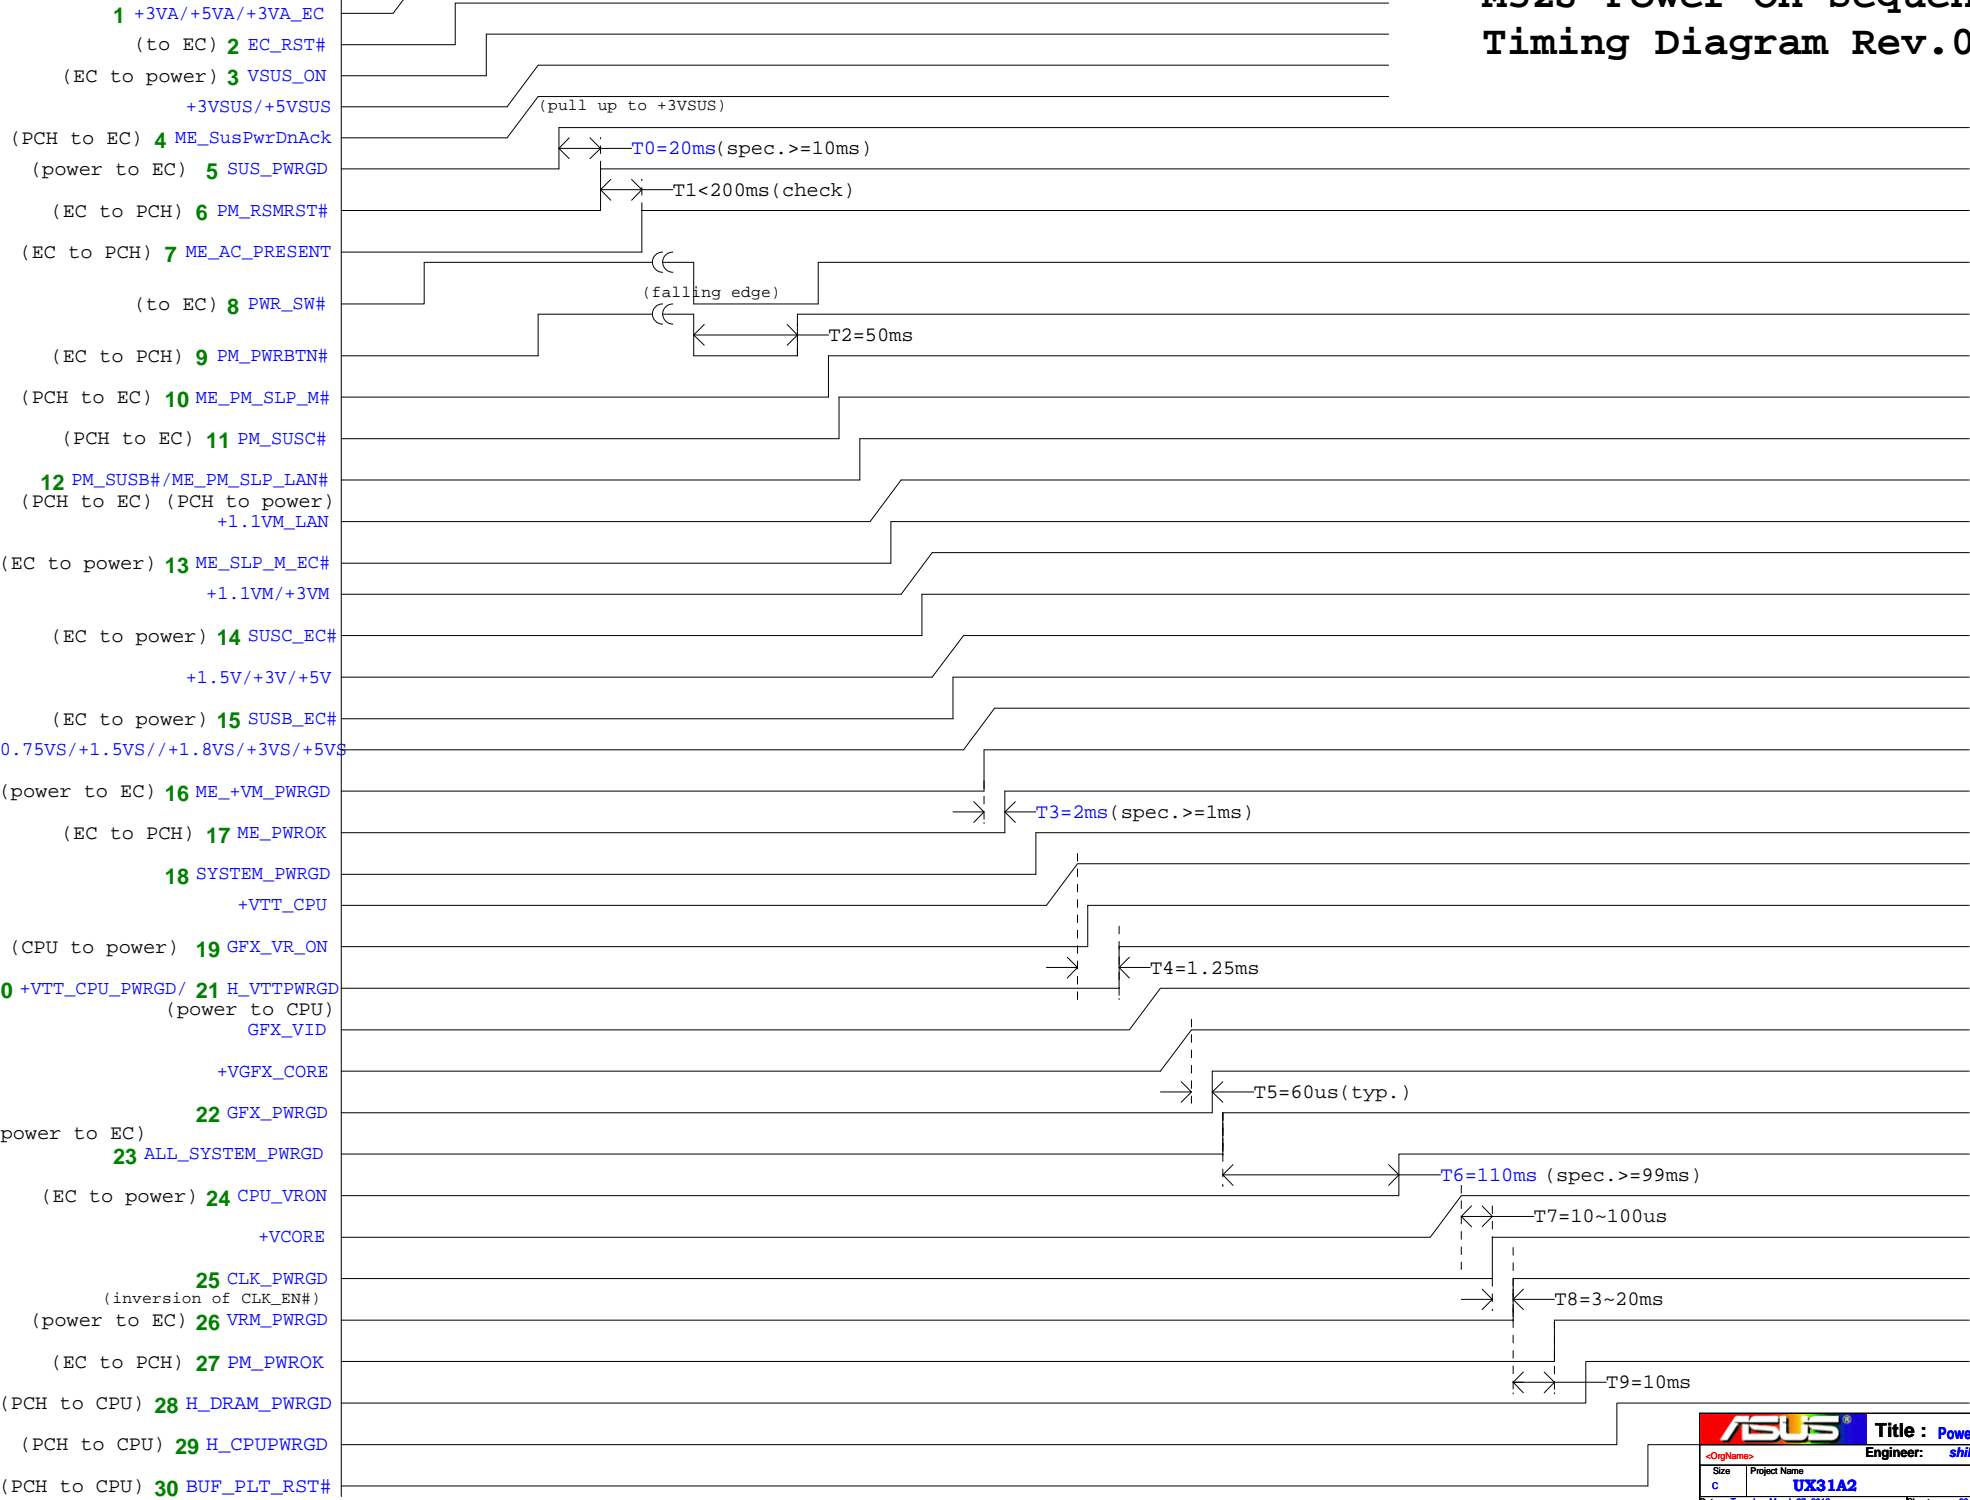 Timing Diagram Rev.0
1 +3VA/+5VA/+3VA_EC
(to EC) 2 EC_RST#
(EC to power) 3 VSUS_ON
+3VSUS/+5VSUS
(pull up to +3VSUS)
(PCH to EC) 4 ME_SusPwrDnAck
T0=20ms(spec.>=10ms)
(power to EC) 5 SUS_PWRGD
T1<200ms(check)
(EC to PCH) 6 PM_RSMRST#
(EC to PCH) 7 ME_AC_PRESENT
(falling edge)
(to EC) 8 PWR_SW#
T2=50ms
(EC to PCH) 9 PM_PWRBTN#
(PCH to EC) 10 ME_PM_SLP_M#
(PCH to EC) 11 PM_SUSC#
12 PM_SUSB#/ME_PM_SLP_LAN#
(PCH to EC) (PCH to power)
+1.1VM_LAN
(EC to power) 13 ME_SLP_M_EC#
+1.1VM/+3VM
(EC to power) 14 SUSC_EC#
+1.5V/+3V/+5V
(EC to power) 15 SUSB_EC#
0.75VS/+1.5VS//+1.8VS/+3VS/+5VS
(power to EC) 16 ME_+VM_PWRGD
T3=2ms(spec.>=1ms)
(EC to PCH) 17 ME_PWROK
18 SYSTEM_PWRGD
+VTT_CPU
(CPU to power) 19 GFX_VR_ON
T4=1.25ms
0 +VTT_CPU_PWRGD/ 21 H_VTTPWRGD
(power to CPU)
GFX_VID
+VGFX_CORE
T5=60us(typ.)
22 GFX_PWRGD
power to EC)
23 ALL_SYSTEM_PWRGD
T6=110ms (spec.>=99ms)
(EC to power) 24 CPU_VRON
T7=10~100us
+VCORE
25 CLK_PWRGD
(inversion of CLK_EN#)
T8=3~20ms
(power to EC) 26 VRM_PWRGD
(EC to PCH) 27 PM_PWROK
T9=10ms
(PCH to CPU) 28 H_DRAM_PWRGD
(PCH to CPU) 29 H_CPUPWRGD
(PCH to CPU) 30 BUF_PLT_RST#
ASUS® Title : Powe
<OrgName> Engineer: shil
Size Project Name
C UX31A2